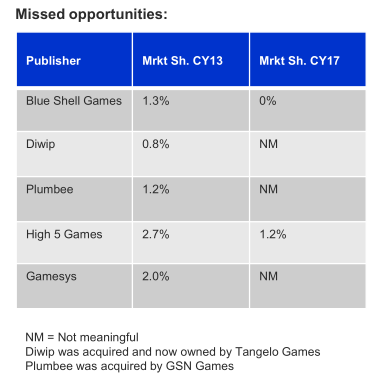 Missed opportunities:
Publisher Mrkt Sh. CY13 Mrkt Sh. CY17
Blue Shell Games 1.3% 0%
Diwip 0.8% NM
Plumbee 1.2% NM
High 5 Games 2.7% 1.2%
Gamesys 2.0% NM
NM = Not meaningful
Diwip was acquired and now owned by Tangelo Games
Plumbee was acquired by GSN Games